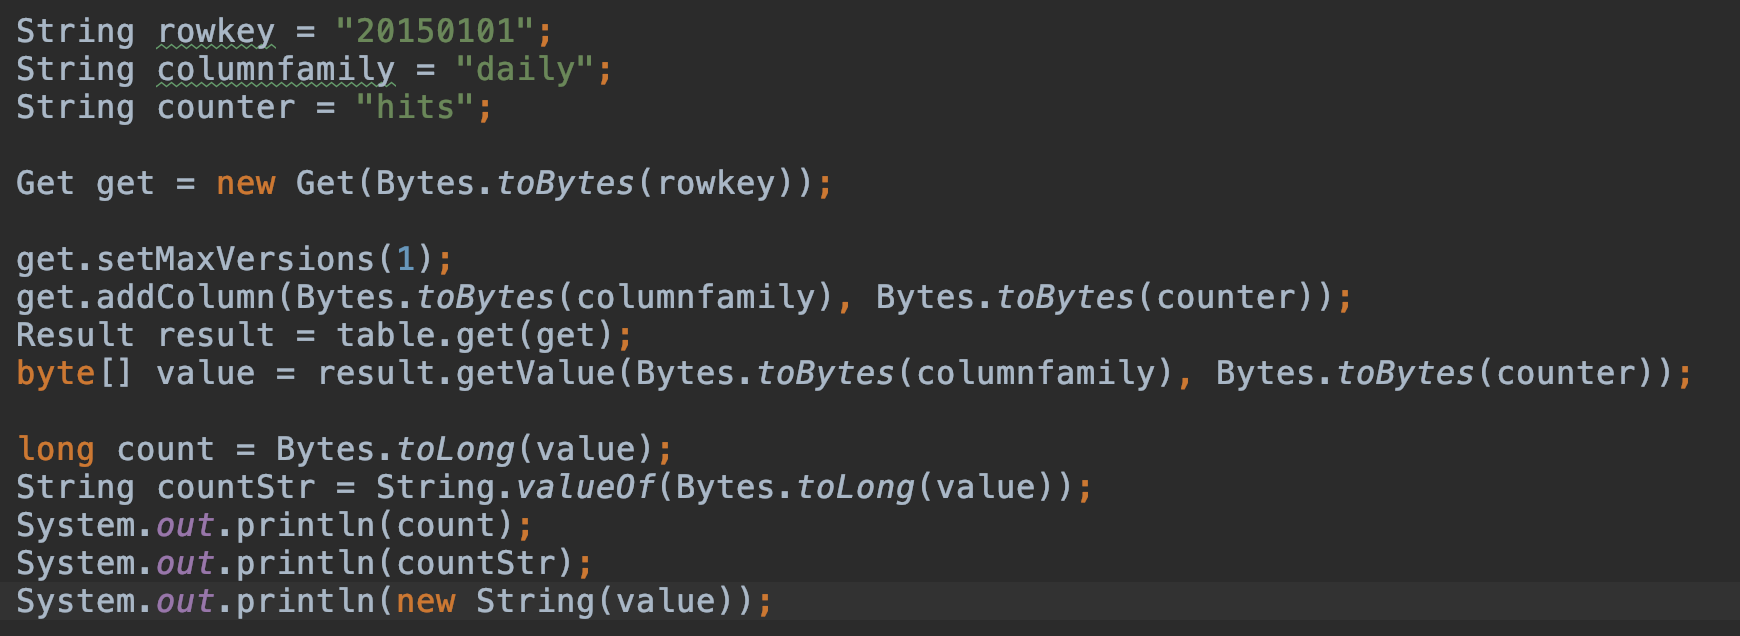 String rowkey = "20150101";
String columnfamily = "daily";
String counter = "hits";
Get get = new Get(Bytes.toBytes(rowkey));
get.setMaxVersions(1);
get.addColumn(Bytes.toBytes(columnfamily), Bytes.toBytes(counter));
Result result = table.get(get);
byte[] value = result.getValue(Bytes.toBytes(columnfamily), Bytes.toBytes(counter));
long count = Bytes.toLong(value);
String countStr = String.valueOf(Bytes.toLong(value));
System.out.println(count);
System.out.println(countStr);
System.out.println(new String(value));